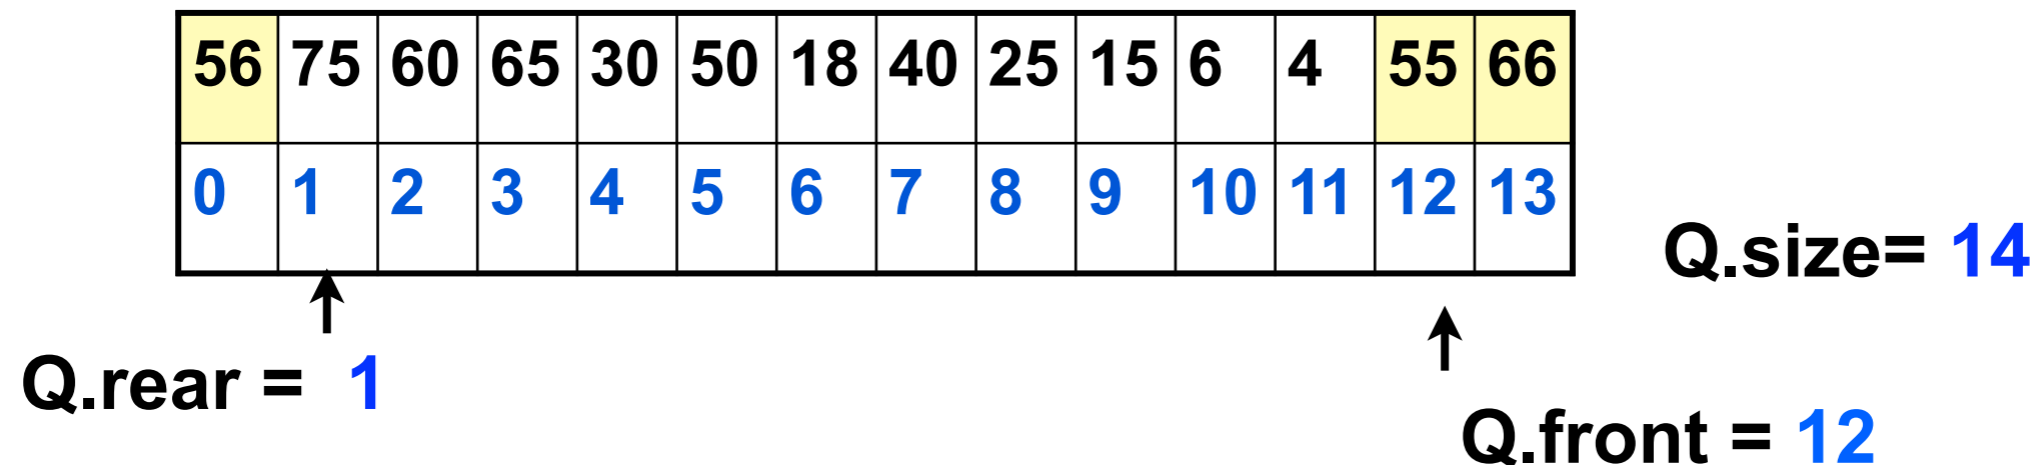 56 75 60 65 30 50 18 40 25 15 6 4 55 66
0 1 2 3 4 5 6 7 8 9 10 11 12 13
Q.size= 14
Q.rear = 1
Q.front = 12